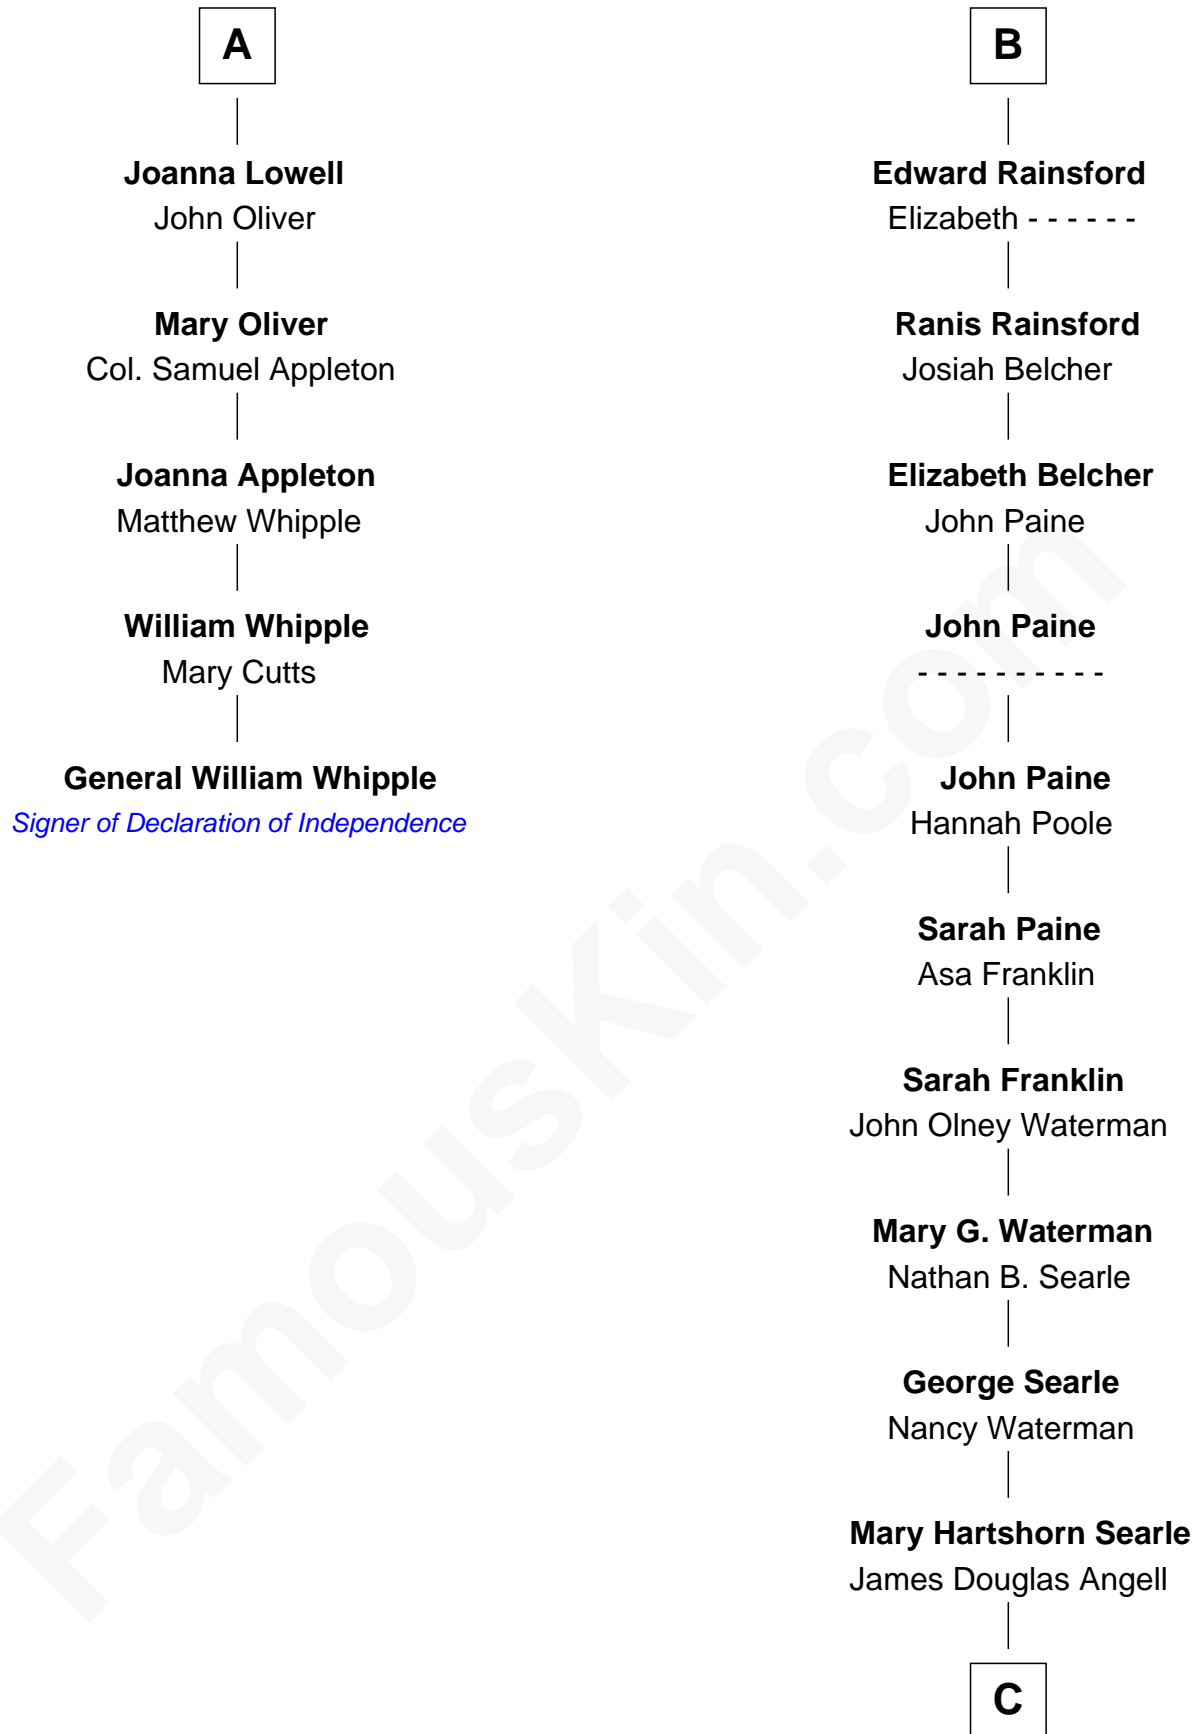 A
Joanna Lowell
John Oliver
Mary Oliver
Col. Samuel Appleton
Joanna Appleton
Matthew Whipple
William Whipple
Mary Cutts
General William Whipple
Signer of Declaration of Independence
B
Edward Rainsford
Elizabeth - - - - - -
Ranis Rainsford
Josiah Belcher
Elizabeth Belcher
John Paine
John Paine
- - - - - - - - - -
John Paine
Hannah Poole
Sarah Paine
Asa Franklin
Sarah Franklin
John Olney Waterman
Mary G. Waterman
Nathan B. Searle
George Searle
Nancy Waterman
Mary Hartshorn Searle
James Douglas Angell
C
FamousKin.com